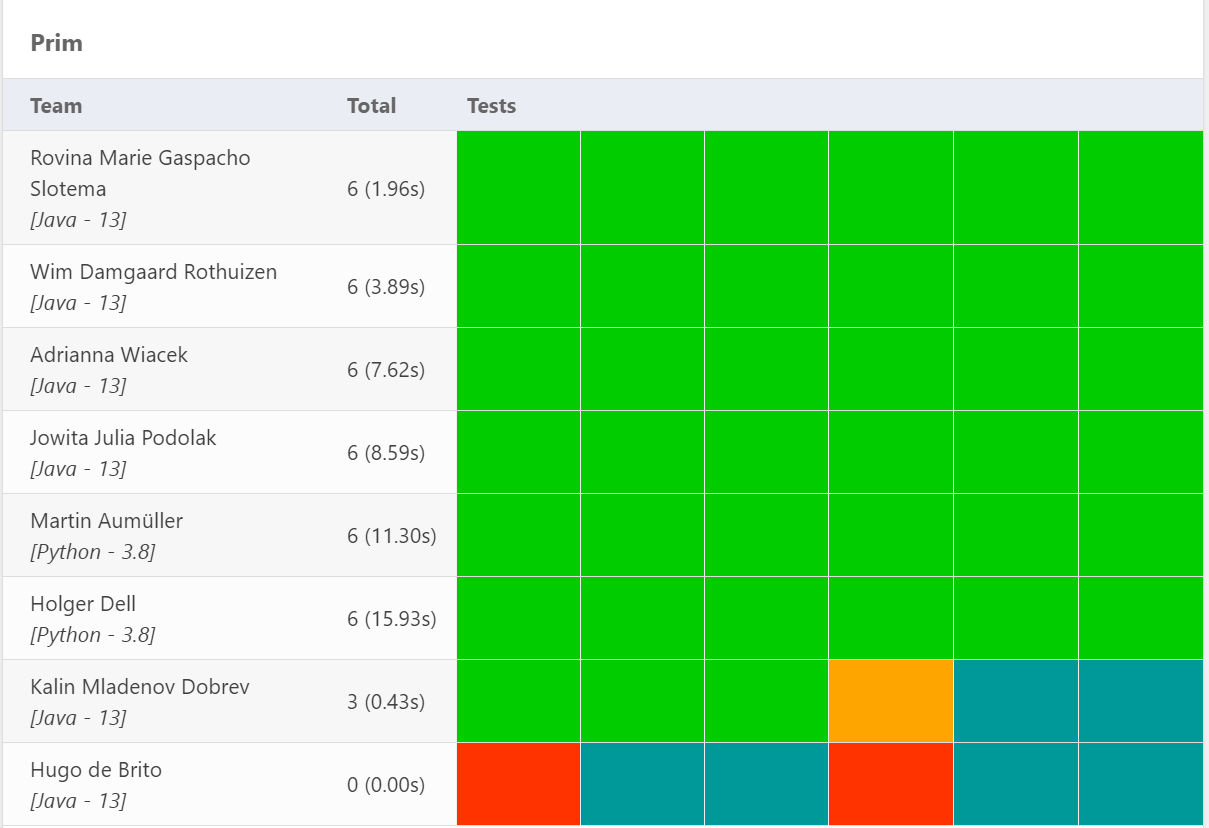 Prim
Team Total Tests
Rovina Marie Gaspacho
Slotema
[Java - 13]
6 (1.96s)
Wim Damgaard Rothuizen
[Java - 13]
6 (3.89s)
Adrianna Wiacek
[Java - 13]
6 (7.62s)
Jowita Julia Podolak
[Java - 13]
6 (8.59s)
Martin Aumüller
[Python - 3.8]
6 (11.30s)
Holger Dell
[Python - 3.8]
6 (15.93s)
Kalin Mladenov Dobrev
[Java - 13]
3 (0.43s)
Hugo de Brito
[Java - 13]
0 (0.00s)